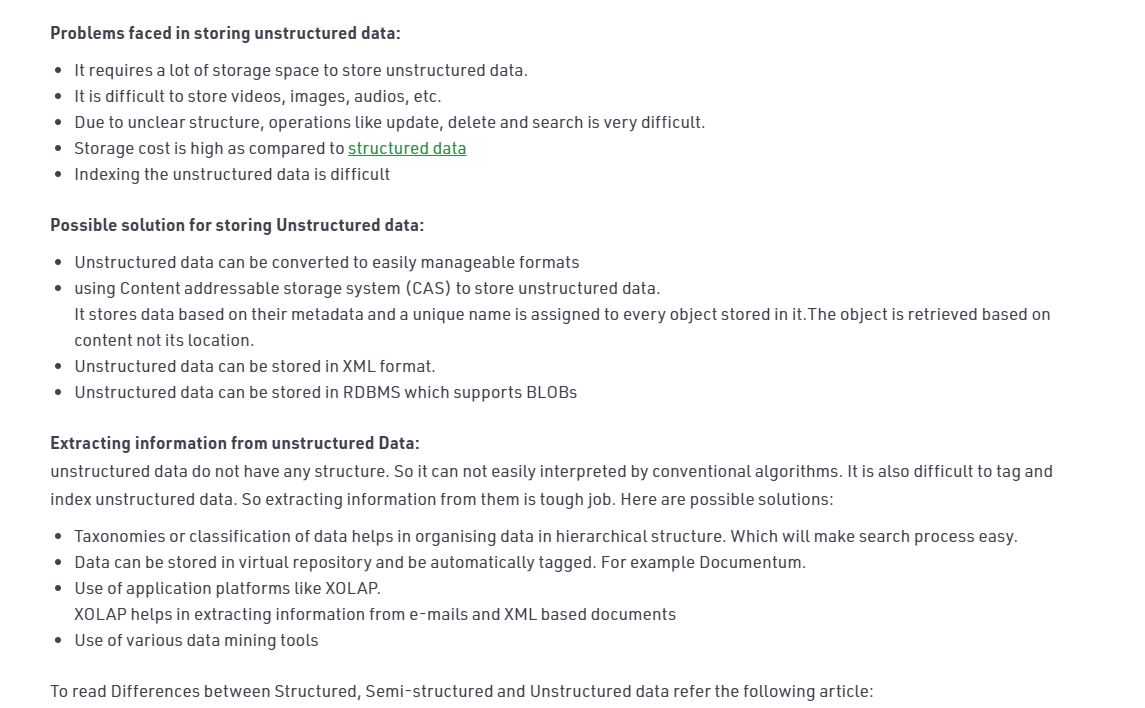 Problems faced in storing unstructured data:
It requires a lot of storage space to store unstructured data.
It is difficult to store videos, images, audios, etc.
Due to unclear structure, operations like update, delete and search is very difficult.
Storage cost is high as compared to structured data
Indexing the unstructured data is difficult
Possible solution for storing Unstructured data:
Unstructured data can be converted to easily manageable formats
using Content addressable storage system (CAS) to store unstructured data.
It stores data based on their metadata and a unique name is assigned to every object stored in it.The object is retrieved based on
content not its location.
Unstructured data can be stored in XML format.
Unstructured data can be stored in RDBMS which supports BLOBs
Extracting information from unstructured Data:
unstructured data do not have any structure. So it can not easily interpreted by conventional algorithms. It is also difficult to tag and
index unstructured data. So extracting information from them is tough job. Here are possible solutions:
Taxonomies or classification of data helps in organising data in hierarchical structure. Which will make search process easy.
Data can be stored in virtual repository and be automatically tagged. For example Documentum.
Use of application platforms like XOLAP.
XOLAP helps in extracting information from e-mails and XML based documents
Use of various data mining tools
To read Differences between Structured, Semi-structured and Unstructured data refer the following article: